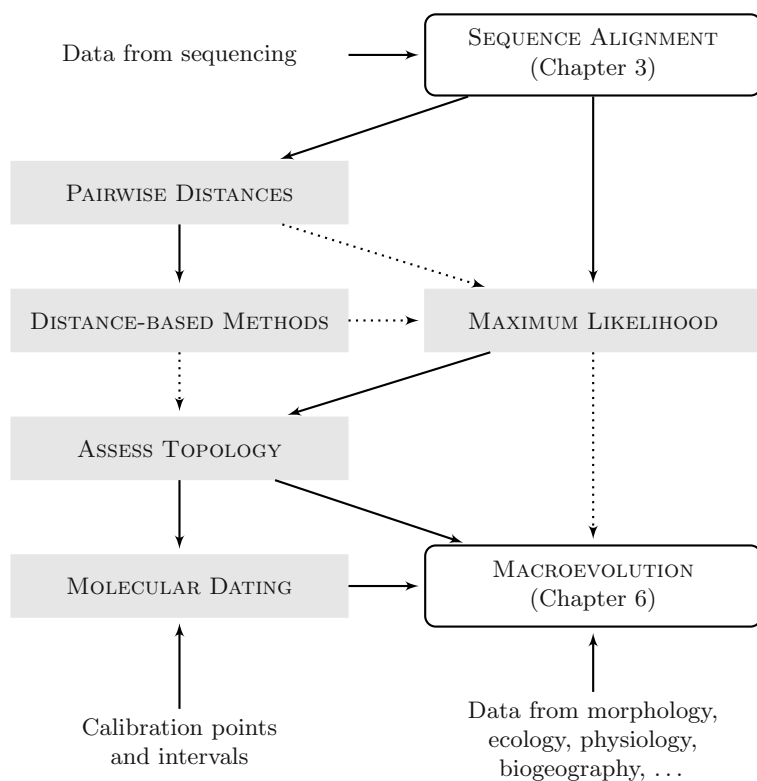 Data from sequencing
SEQUENCE ALIGNMENT
(Chapter 3)
PAIRWISE DISTANCES
DISTANCE-BASED METHODS
MAXIMUM LIKELIHOOD
ASSESS TOPOLOGY
MOLECULAR DATING
MACROEVOLUTION
(Chapter 6)
Calibration points
and intervals
Data from morphology,
ecology, physiology,
biogeography, …